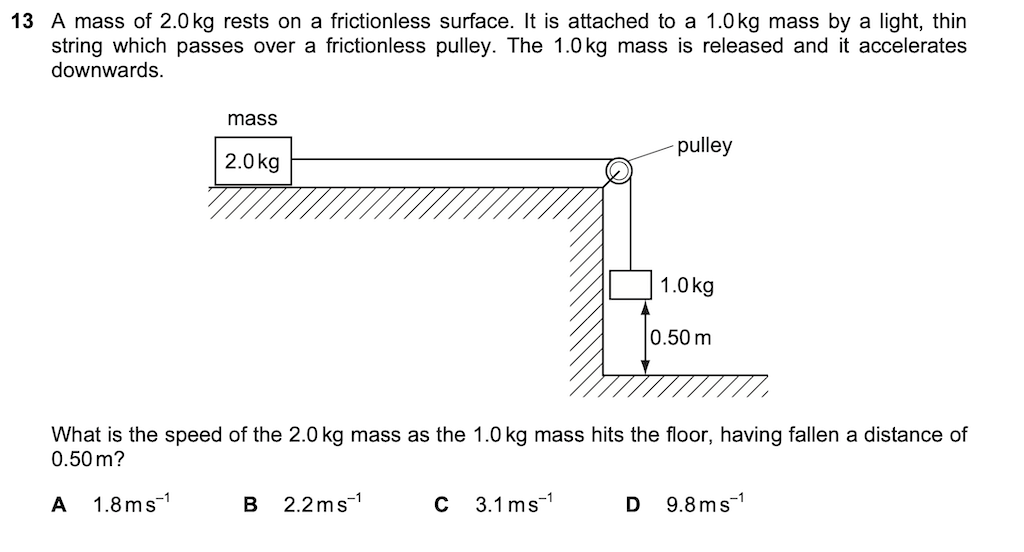 13 A mass of 2.0 kg rests on a frictionless surface. It is attached to a 1.0 kg mass by a light, thin
string which passes over a frictionless pulley. The 1.0 kg mass is released and it accelerates
downwards.
mass
2.0 kg
pulley
1.0 kg
0.50 m
What is the speed of the 2.0 kg mass as the 1.0 kg mass hits the floor, having fallen a distance of
0.50 m?
A 1.8 m s⁻¹ B 2.2 m s⁻¹ C 3.1 m s⁻¹ D 9.8 m s⁻¹